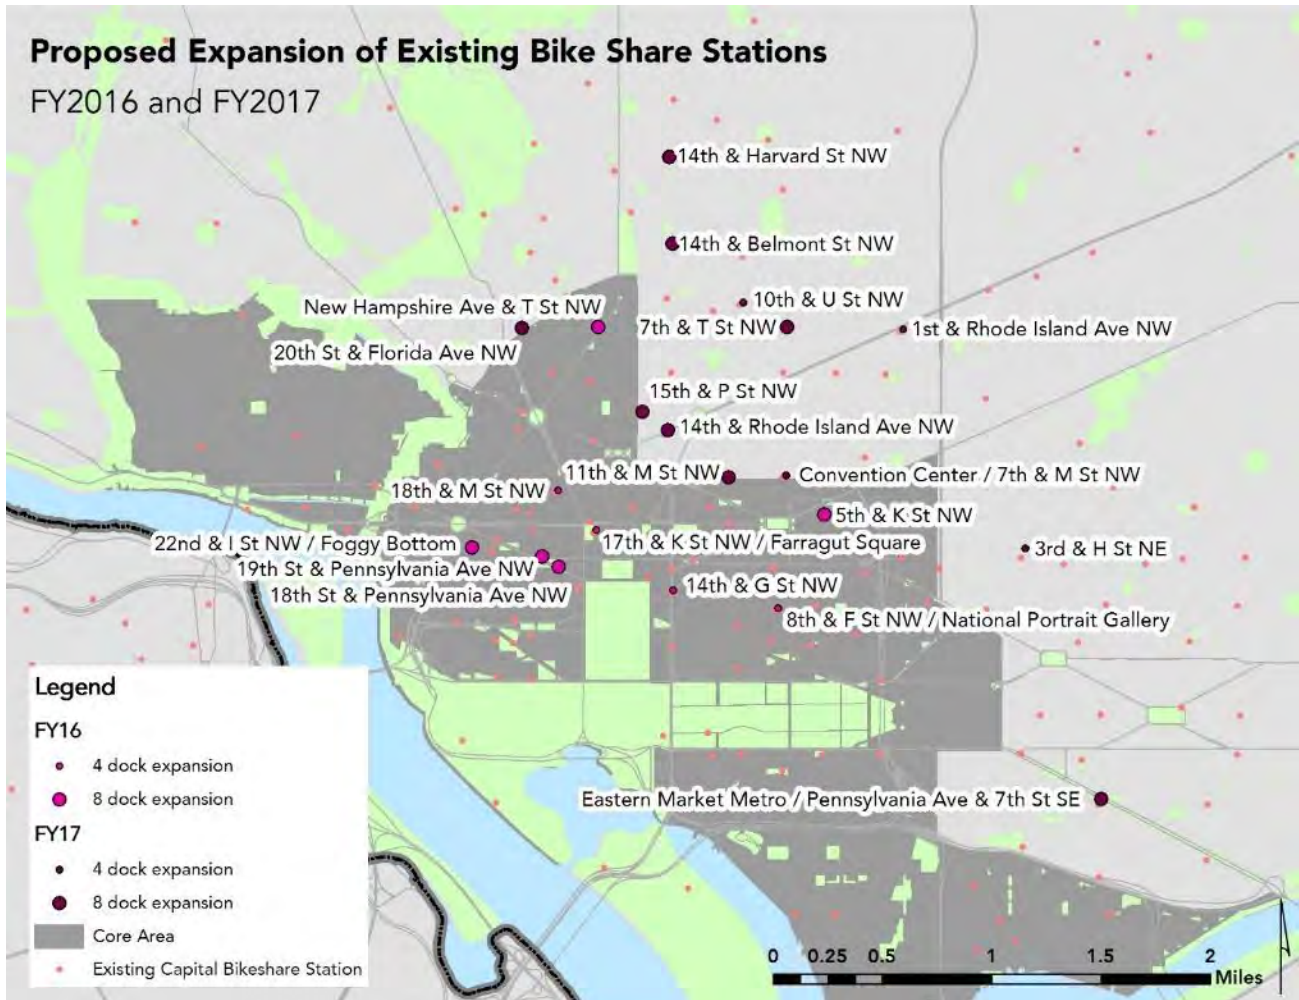 Proposed Expansion of Existing Bike Share Stations
FY2016 and FY2017
14th & Harvard St NW
14th & Belmont St NW
10th & U St NW
New Hampshire Ave & T St NW
7th & T St NW
1st & Rhode Island Ave NW
20th St & Florida Ave NW
15th & P St NW
14th & Rhode Island Ave NW
11th & M St NW
Convention Center / 7th & M St NW
18th & M St NW
5th & K St NW
22nd & I St NW / Foggy Bottom
17th & K St NW / Farragut Square
3rd & H St NE
19th St & Pennsylvania Ave NW
18th St & Pennsylvania Ave NW
14th & G St NW
8th & F St NW / National Portrait Gallery
Eastern Market Metro / Pennsylvania Ave & 7th St SE
Legend
FY16
4 dock expansion
8 dock expansion
FY17
4 dock expansion
8 dock expansion
Core Area
Existing Capital Bikeshare Station
0 0.25 0.5 1 1.5 2
Miles